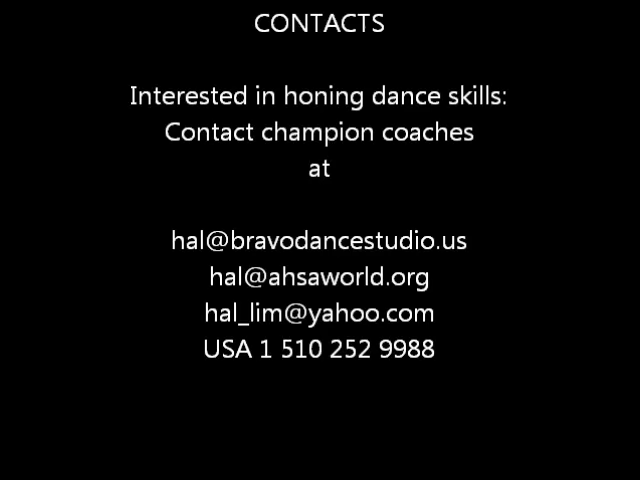 CONTACTS
Interested in honing dance skills:
Contact champion coaches
at
hal@bravodancestudio.us
hal@ahsaworld.org
hal_lim@yahoo.com
USA 1 510 252 9988